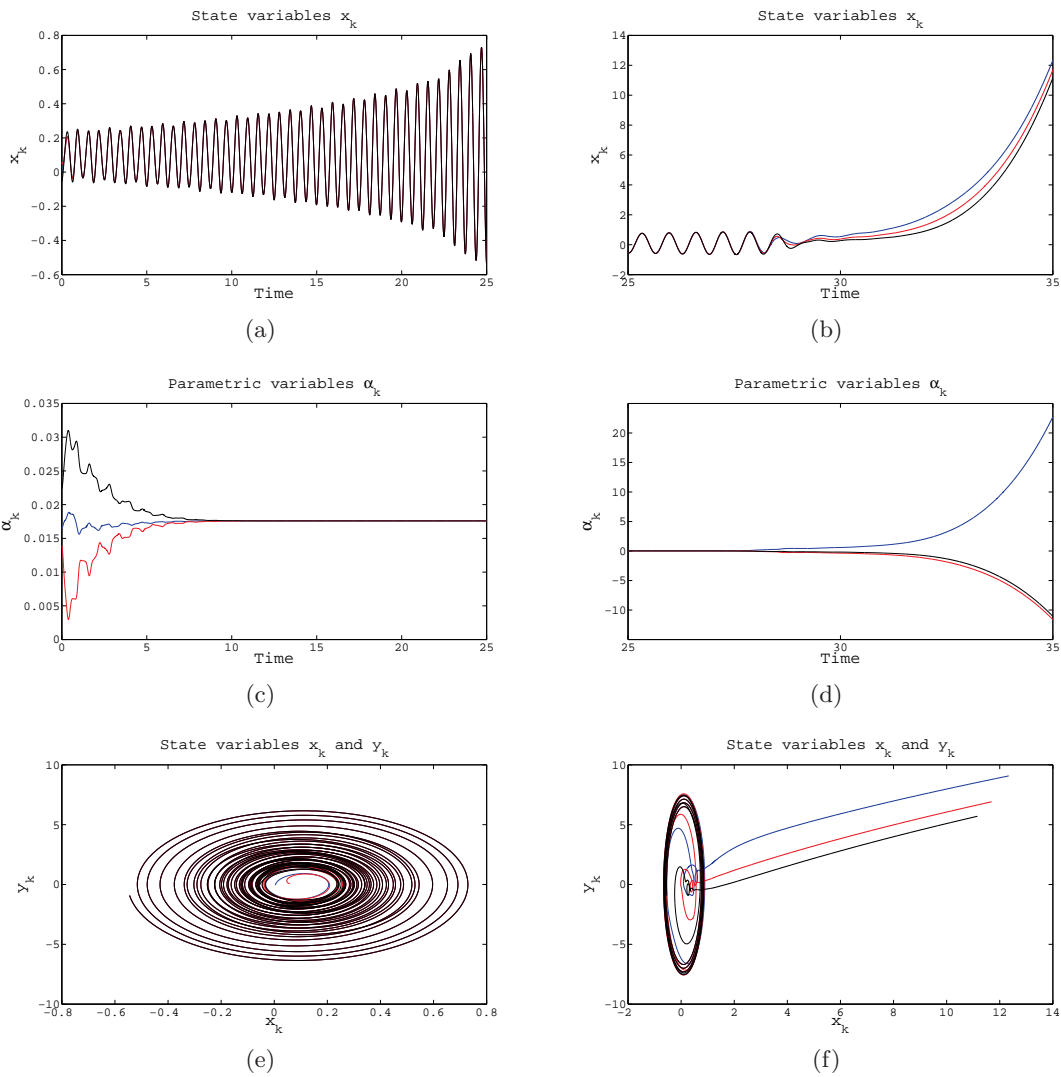 State variables x_k
0.8
0.6
0.4
0.2
0
−0.2
−0.4
−0.6
x_k
0 5 10 15 20 25
Time
(a)
State variables x_k
14
12
10
8
6
4
2
0
−2
x_k
25 30 35
Time
(b)
Parametric variables α_k
0.035
0.03
0.025
0.02
0.015
0.01
0.005
0
α_k
0 5 10 15 20 25
Time
(c)
Parametric variables α_k
20
15
10
5
0
−5
−10
α_k
25 30 35
Time
(d)
State variables x_k and y_k
10
5
0
−5
−10
y_k
−0.8 −0.6 −0.4 −0.2 0 0.2 0.4 0.6 0.8
x_k
(e)
State variables x_k and y_k
10
5
0
−5
−10
y_k
−2 0 2 4 6 8 10 12 14
x_k
(f)